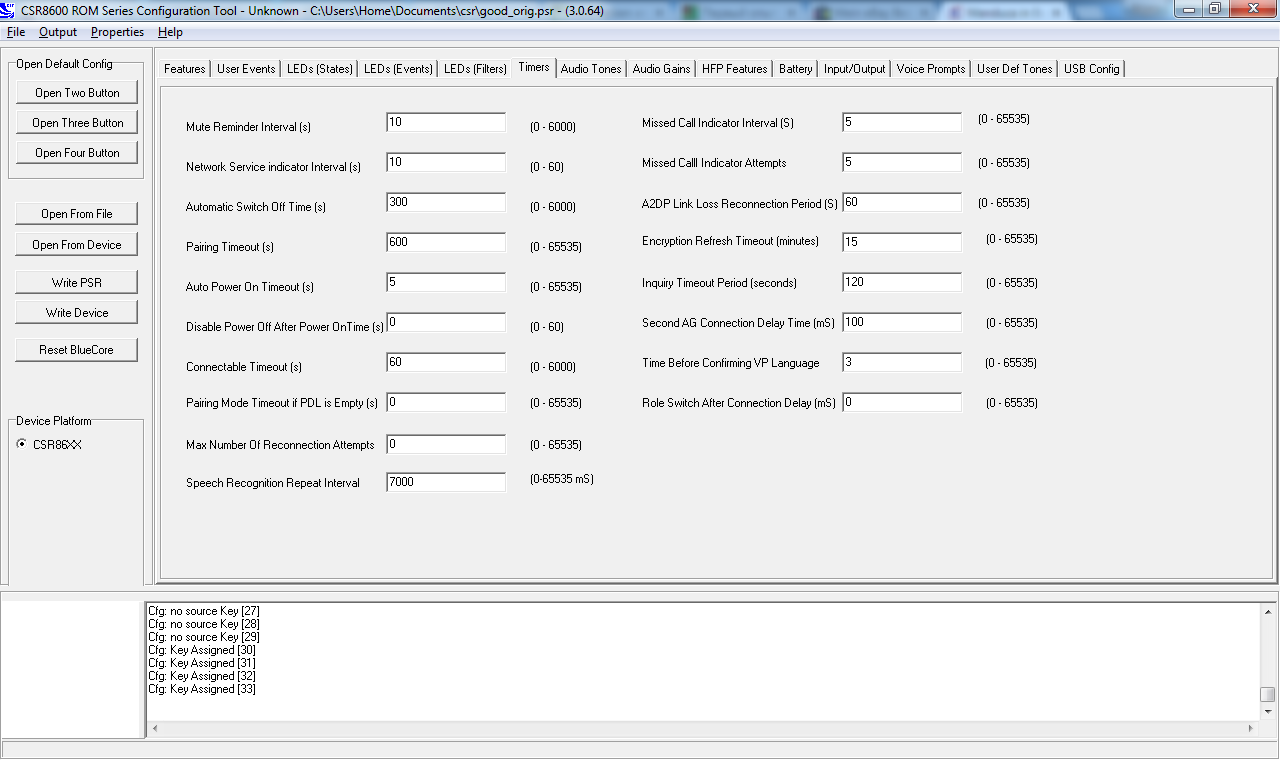 CSR8600 ROM Series Configuration Tool - Unknown - C:\Users\Home\Documents\csr\good_orig.psr - (3.0.64)
File Output Properties Help
Open Default Config
Open Two Button
Open Three Button
Open Four Button
Open From File
Open From Device
Write PSR
Write Device
Reset BlueCore
Device Platform
CSR86XX
Features User Events LEDs (States) LEDs (Events) LEDs (Filters) Timers Audio Tones Audio Gains HFP Features Battery Input/Output Voice Prompts User Def Tones USB Config
Mute Reminder Interval (s) 10 (0 - 6000)
Network Service indicator Interval (s) 10 (0 - 60)
Automatic Switch Off Time (s) 300 (0 - 6000)
Pairing Timeout (s) 600 (0 - 65535)
Auto Power On Timeout (s) 5 (0 - 65535)
Disable Power Off After Power OnTime (s) 0 (0 - 60)
Connectable Timeout (s) 60 (0 - 6000)
Pairing Mode Timeout if PDL is Empty (s) 0 (0 - 65535)
Max Number Of Reconnection Attempts 0 (0 - 65535)
Speech Recognition Repeat Interval 7000 (0-65535 mS)
Missed Call Indicator Interval (S) 5 (0 - 65535)
Missed Calll Indicator Attempts 5 (0 - 65535)
A2DP Link Loss Reconnection Period (S) 60 (0 - 65535)
Encryption Refresh Timeout (minutes) 15 (0 - 65535)
Inquiry Timeout Period (seconds) 120 (0 - 65535)
Second AG Connection Delay Time (mS) 100 (0 - 65535)
Time Before Confirming VP Language 3 (0 - 65535)
Role Switch After Connection Delay (mS) 0 (0 - 65535)
Cfg: no source Key [27]
Cfg: no source Key [28]
Cfg: no source Key [29]
Cfg: Key Assigned [30]
Cfg: Key Assigned [31]
Cfg: Key Assigned [32]
Cfg: Key Assigned [33]